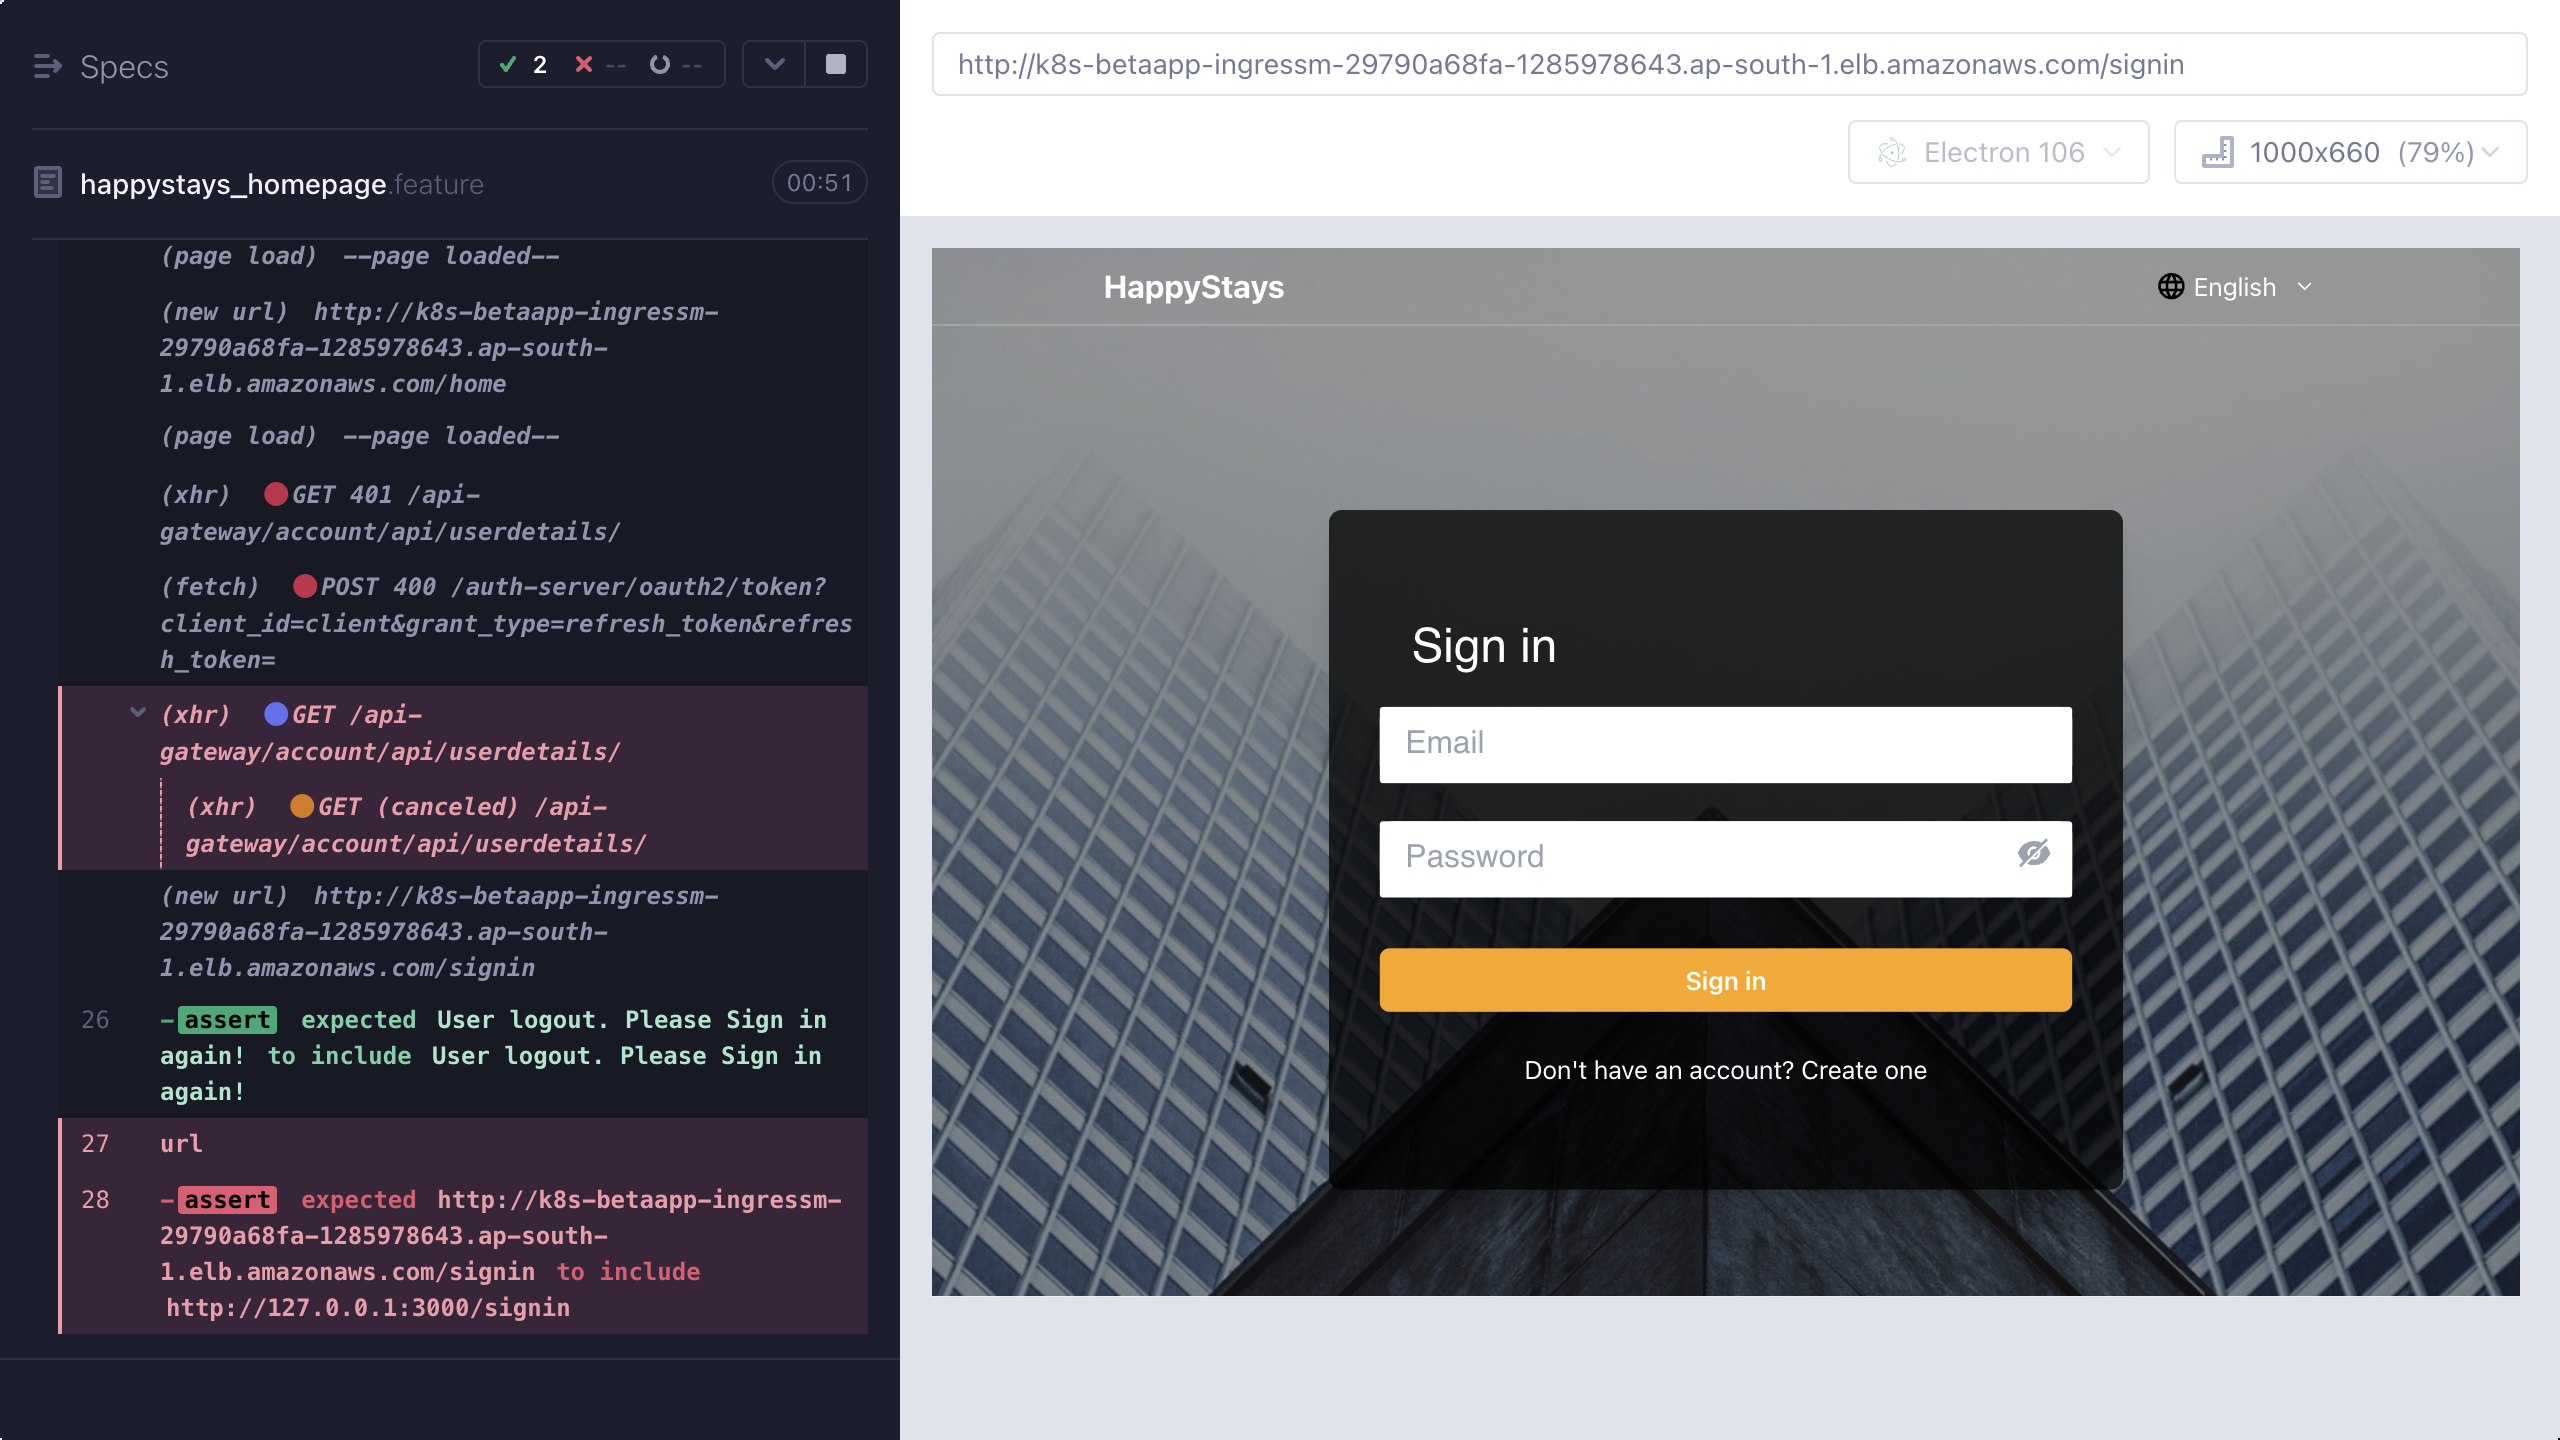 Specs
2 -- --
happystays_homepage.feature
00:51
(page load) --page loaded--
(new url) http://k8s-betaapp-ingressm-
29790a68fa-1285978643.ap-south-
1.elb.amazonaws.com/home
(page load) --page loaded--
(xhr) GET 401 /api-
gateway/account/api/userdetails/
(fetch) POST 400 /auth-server/oauth2/token?
client_id=client&grant_type=refresh_token&refres
h_token=
(xhr) GET /api-
gateway/account/api/userdetails/
(xhr) GET (canceled) /api-
gateway/account/api/userdetails/
(new url) http://k8s-betaapp-ingressm-
29790a68fa-1285978643.ap-south-
1.elb.amazonaws.com/signin
26 -assert expected User logout. Please Sign in
again! to include User logout. Please Sign in
again!
27 url
28 -assert expected http://k8s-betaapp-ingressm-
29790a68fa-1285978643.ap-south-
1.elb.amazonaws.com/signin to include
http://127.0.0.1:3000/signin
http://k8s-betaapp-ingressm-29790a68fa-1285978643.ap-south-1.elb.amazonaws.com/signin
Electron 106
1000x660 (79%)
HappyStays
English
Sign in
Email
Password
Sign in
Don't have an account? Create one